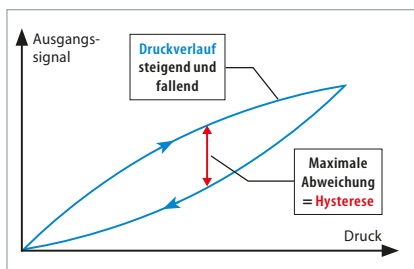 Ausgangs-
signal
Druckverlauf
steigend und
fallend
Maximale
Abweichung
= Hysterese
Druck